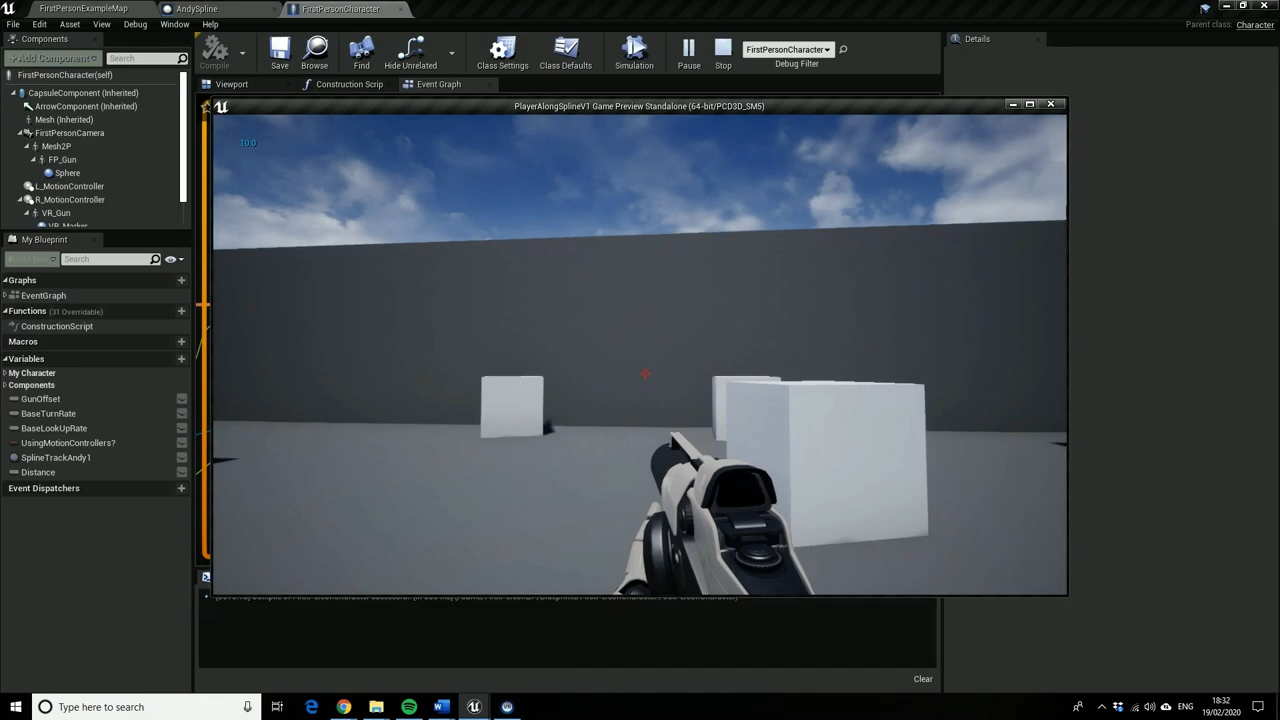 FirstPersonExampleMap
AndySpline
FirstPersonCharacter
File Edit Asset View Debug Window Help
Parent class: Character
Components
Details
+Add Component
Search
Compile
Save
Browse
Find
Hide Unrelated
Class Settings
Class Defaults
Simulation
Pause
Stop
FirstPersonCharacter
Debug Filter
FirstPersonCharacter(self)
Viewport
Construction Scrip
Event Graph
CapsuleComponent (Inherited)
ArrowComponent (Inherited)
Mesh (Inherited)
FirstPersonCamera
Mesh2P
FP_Gun
Sphere
L_MotionController
R_MotionController
VR_Gun
PlayerAlongSplineV1 Game Preview Standalone (64-bit/PCD3D_SM5)
10.0
My Blueprint
Search
Graphs
EventGraph
Functions (31 Overridable)
ConstructionScript
Macros
Variables
My Character
Components
GunOffset
BaseTurnRate
BaseLookUpRate
UsingMotionControllers?
SplineTrackAndy1
Distance
Event Dispatchers
Clear
Type here to search
ENG
18:32
19/02/2020